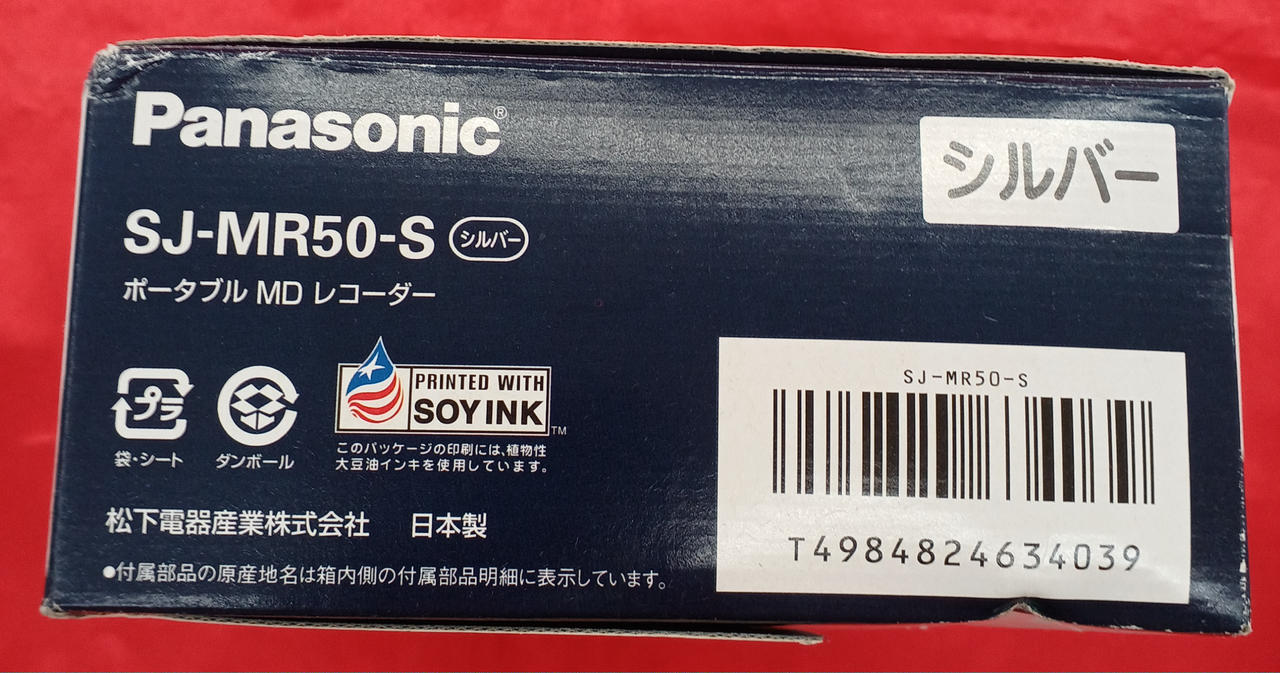 Panasonic®
シルバー
SJ-MR50-S シルバー
ポータブル MD レコーダー
プラ
袋・シート
ダンボール
PRINTED WITH
SOY INK™
このパッケージの印刷には、植物性
大豆油インキを使用しています。
松下電器産業株式会社 日本製
●付属部品の原産地名は箱内側の付属部品明細に表示しています。
SJ-MR50-S
T4984824634039